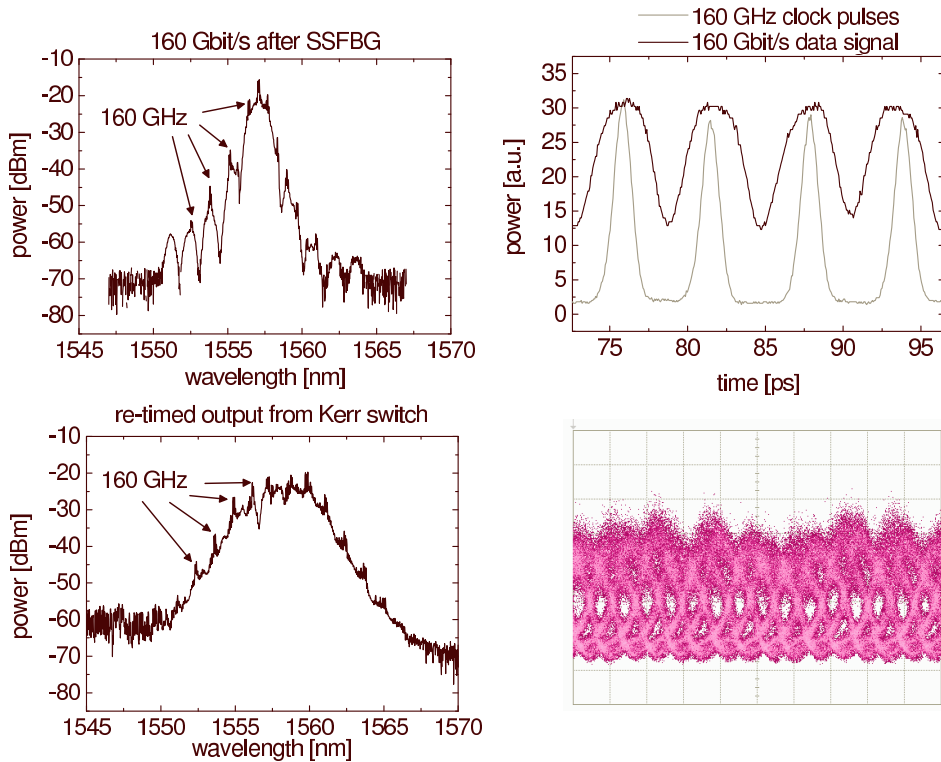 160 Gbit/s after SSFBG
-10
-20
-30
-40
-50
-60
-70
-80
power [dBm]
160 GHz
1545 1550 1555 1560 1565 1570
wavelength [nm]
160 GHz clock pulses
160 Gbit/s data signal
35
30
25
20
15
10
5
0
power [a.u.]
75 80 85 90 95
time [ps]
re-timed output from Kerr switch
-10
-20
-30
-40
-50
-60
-70
-80
power [dBm]
160 GHz
1545 1550 1555 1560 1565 1570
wavelength [nm]